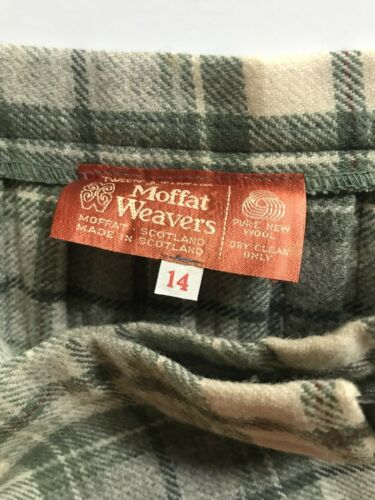 Moffat
Weavers
MOFFAT SCOTLAND
MADE IN SCOTLAND
PURE NEW
WOOL
DRY CLEAN
ONLY
14